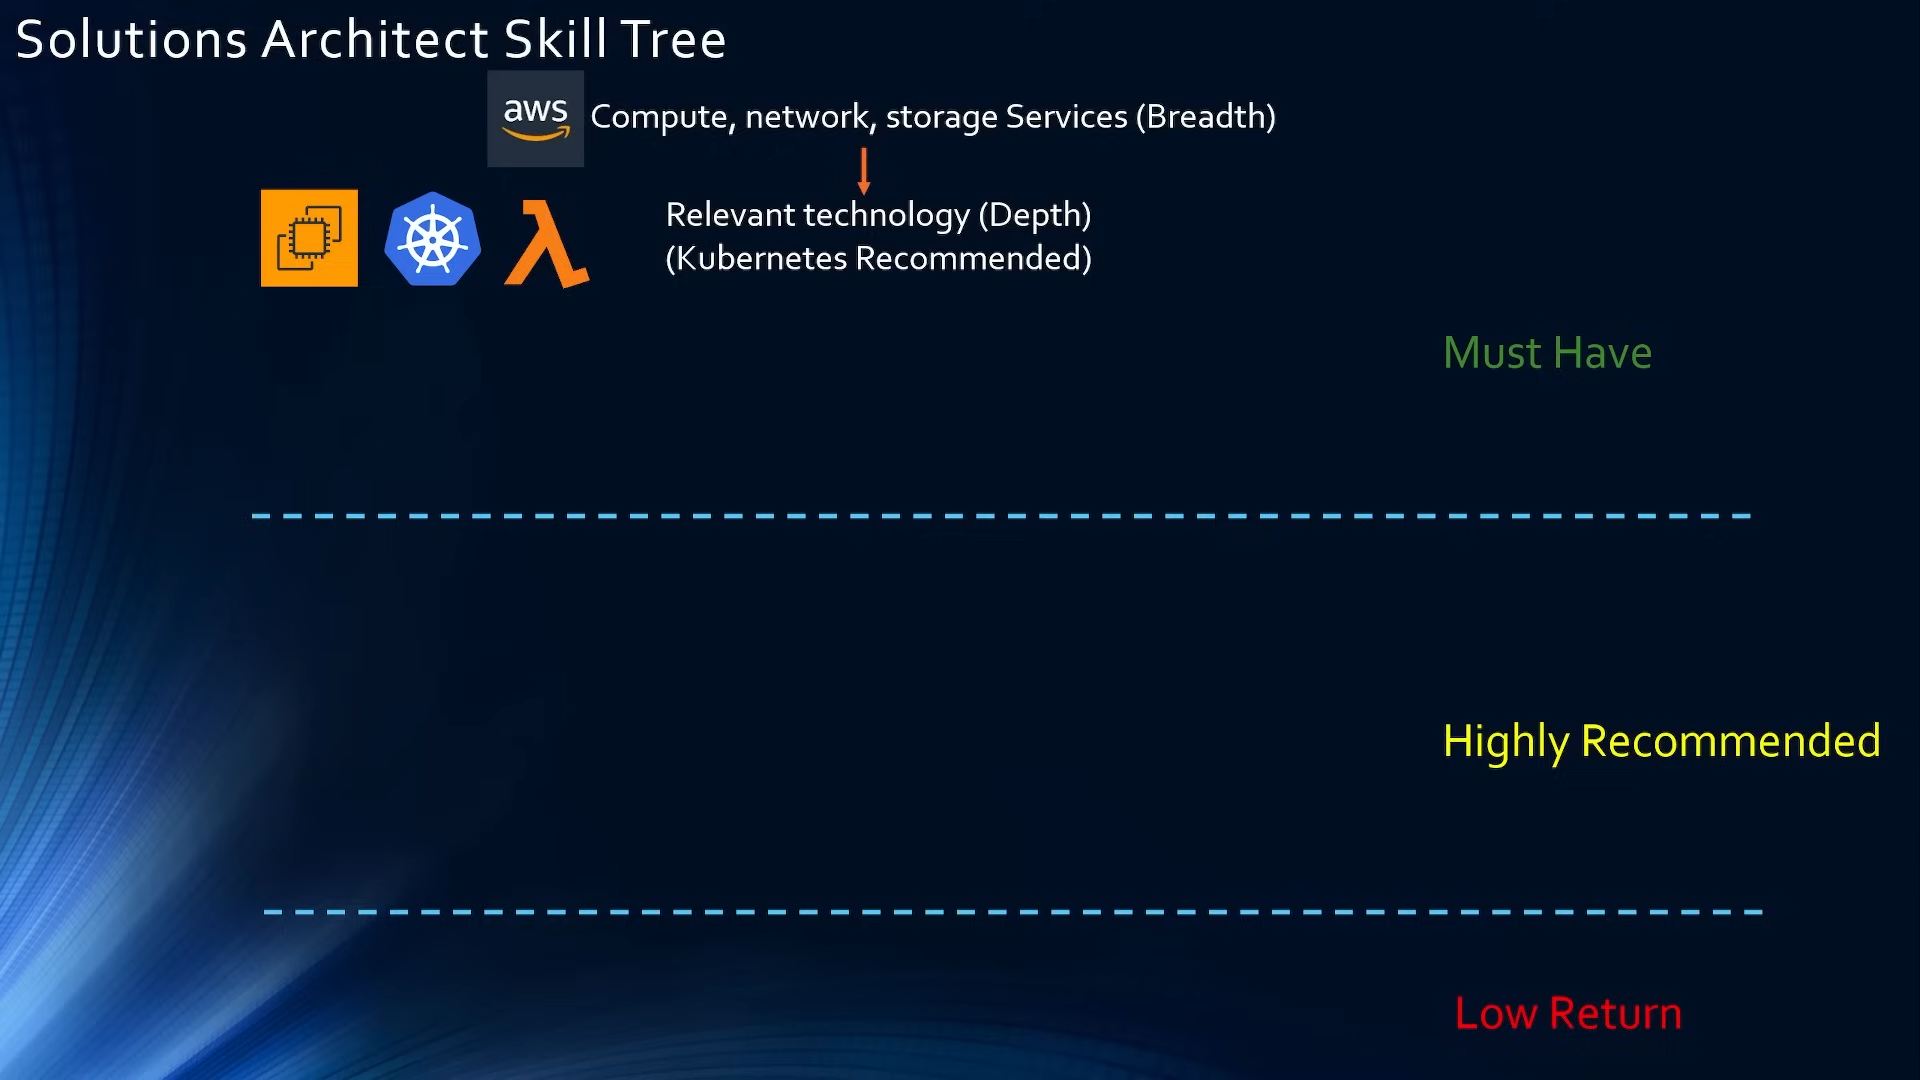 Solutions Architect Skill Tree
aws
Compute, network, storage Services (Breadth)
Relevant technology (Depth)
(Kubernetes Recommended)
Must Have
Highly Recommended
Low Return